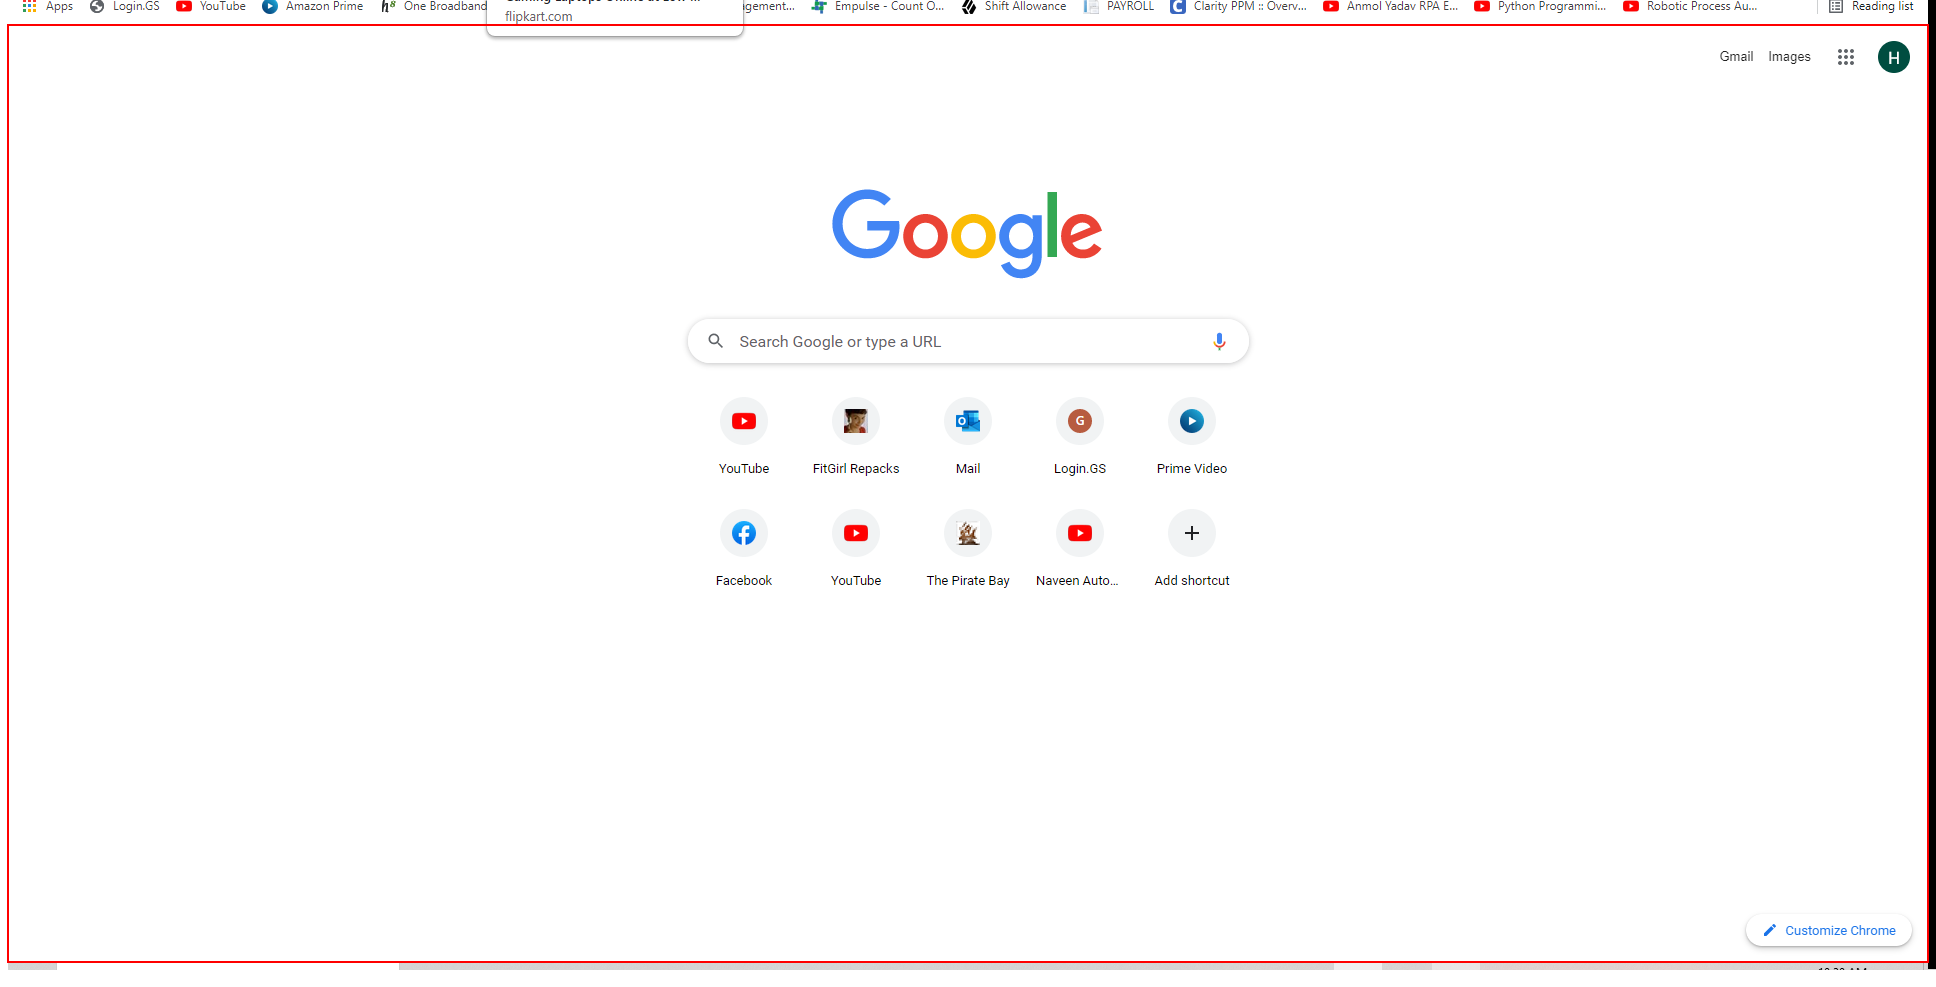 Apps Login.GS YouTube Amazon Prime One Broadband gement... Empulse - Count O... Shift Allowance PAYROLL Clarity PPM :: Overv... Anmol Yadav RPA E... Python Programmi... Robotic Process Au... Reading list
flipkart.com
Gmail Images H
Google
Search Google or type a URL
G
YouTube FitGirl Repacks Mail Login.GS Prime Video
Facebook YouTube The Pirate Bay Naveen Auto... Add shortcut
Customize Chrome